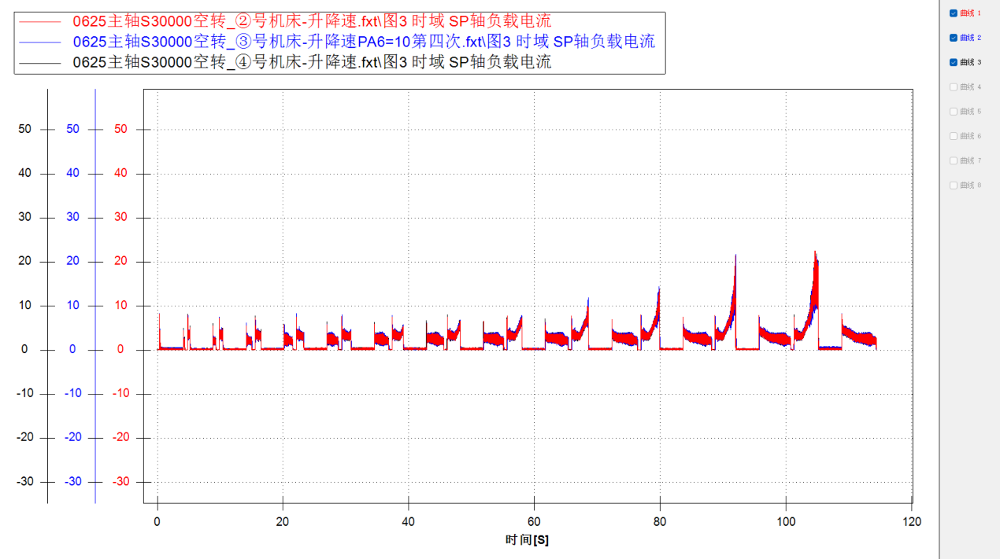 0625主轴S30000空转_②号机床-升降速.fxt\图3 时域 SP轴负载电流
0625主轴S30000空转_③号机床-升降速PA6=10第四次.fxt\图3 时域 SP轴负载电流
0625主轴S30000空转_④号机床-升降速.fxt\图3 时域 SP轴负载电流
曲线 1
曲线 2
曲线 3
曲线 4
曲线 5
曲线 6
曲线 7
曲线 8
50 50 50
40 40 40
30 30 30
20 20 20
10 10 10
0 0 0
-10 -10 -10
-20 -20 -20
-30 -30 -30
0 20 40 60 80 100 120
时间[S]